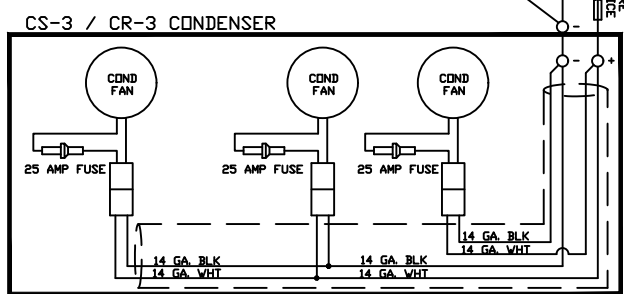 CS-3 / CR-3 CONDENSER
-
ICE
- +
COND FAN
COND FAN
COND FAN
25 AMP FUSE
25 AMP FUSE
25 AMP FUSE
14 GA. BLK
14 GA. WHT
14 GA. BLK
14 GA. WHT
14 GA. BLK
14 GA. WHT